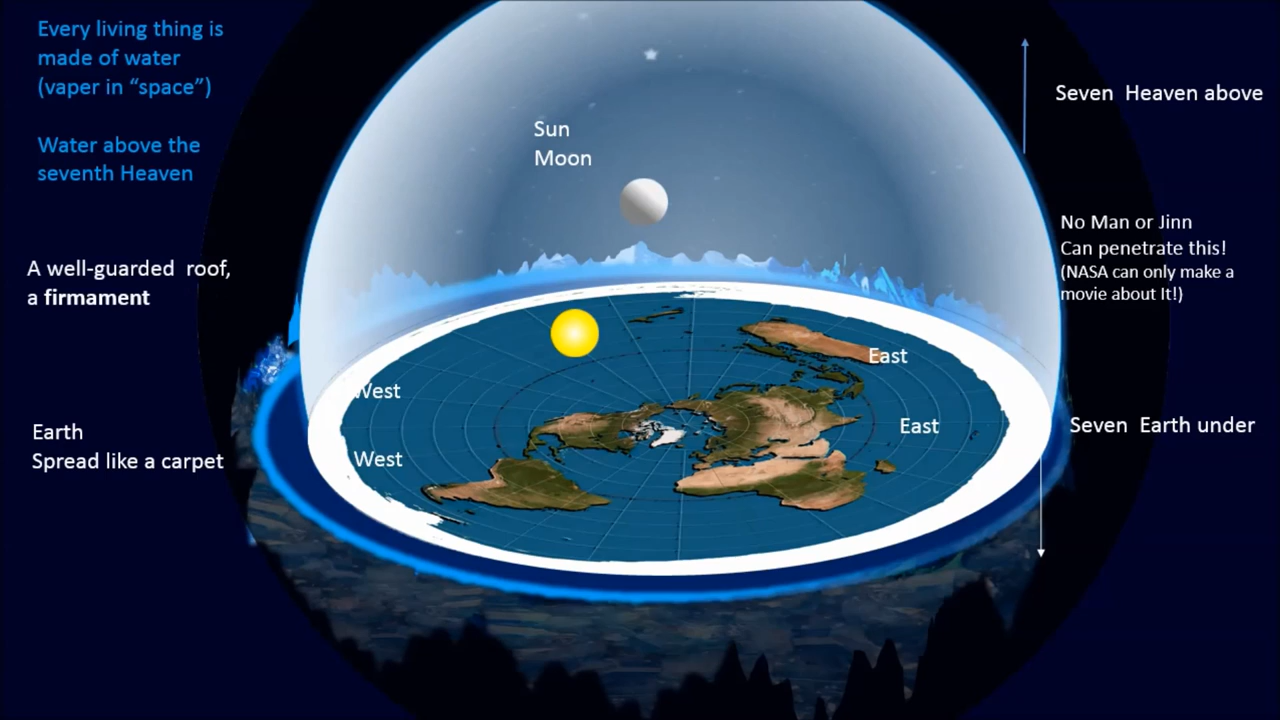 Every living thing is
made of water
(vaper in “space”)
Water above the
seventh Heaven
A well-guarded  roof,
a firmament
Earth
Spread like a carpet
Sun
Moon
West
West
East
East
Seven  Heaven above
No Man or Jinn
Can penetrate this!
(NASA can only make a
movie about It!)
Seven  Earth under